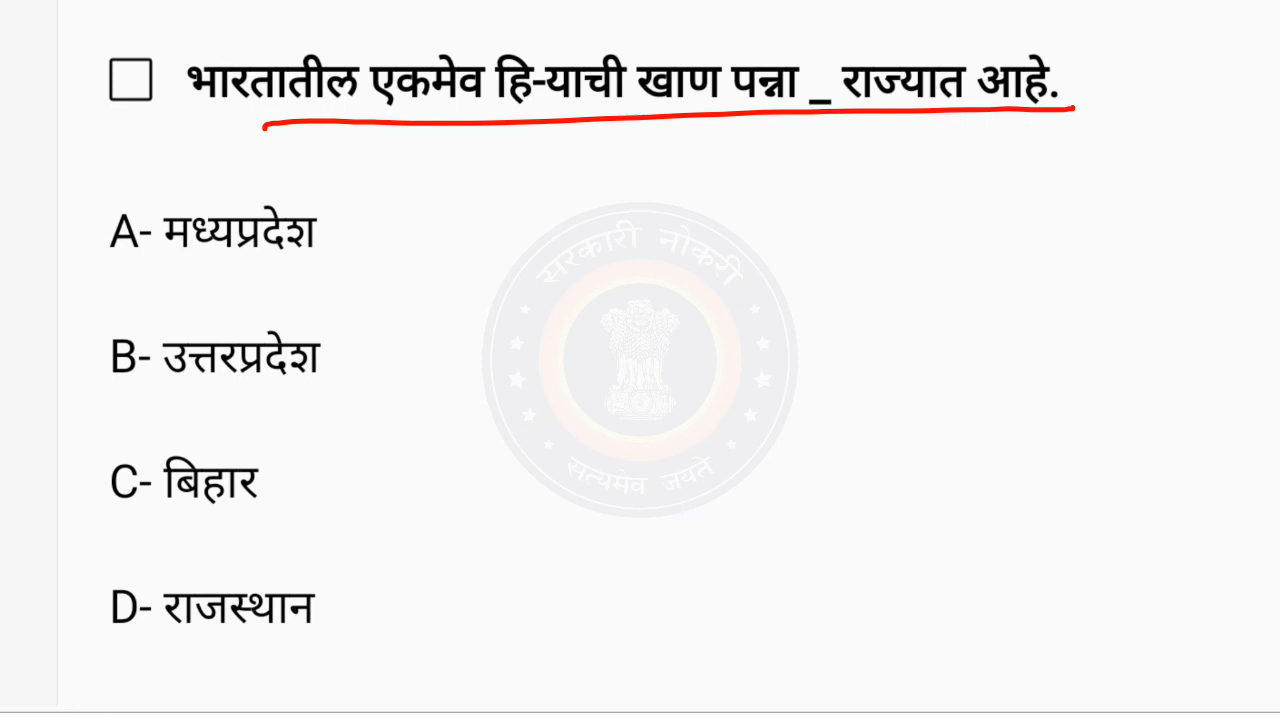 भारतातील एकमेव हि-याची खाण पन्ना _ राज्यात आहे.
A- मध्यप्रदेश
सरकारी नोकरी
B- उत्तरप्रदेश
C- बिहार
सत्यमेव जयते
D- राजस्थान